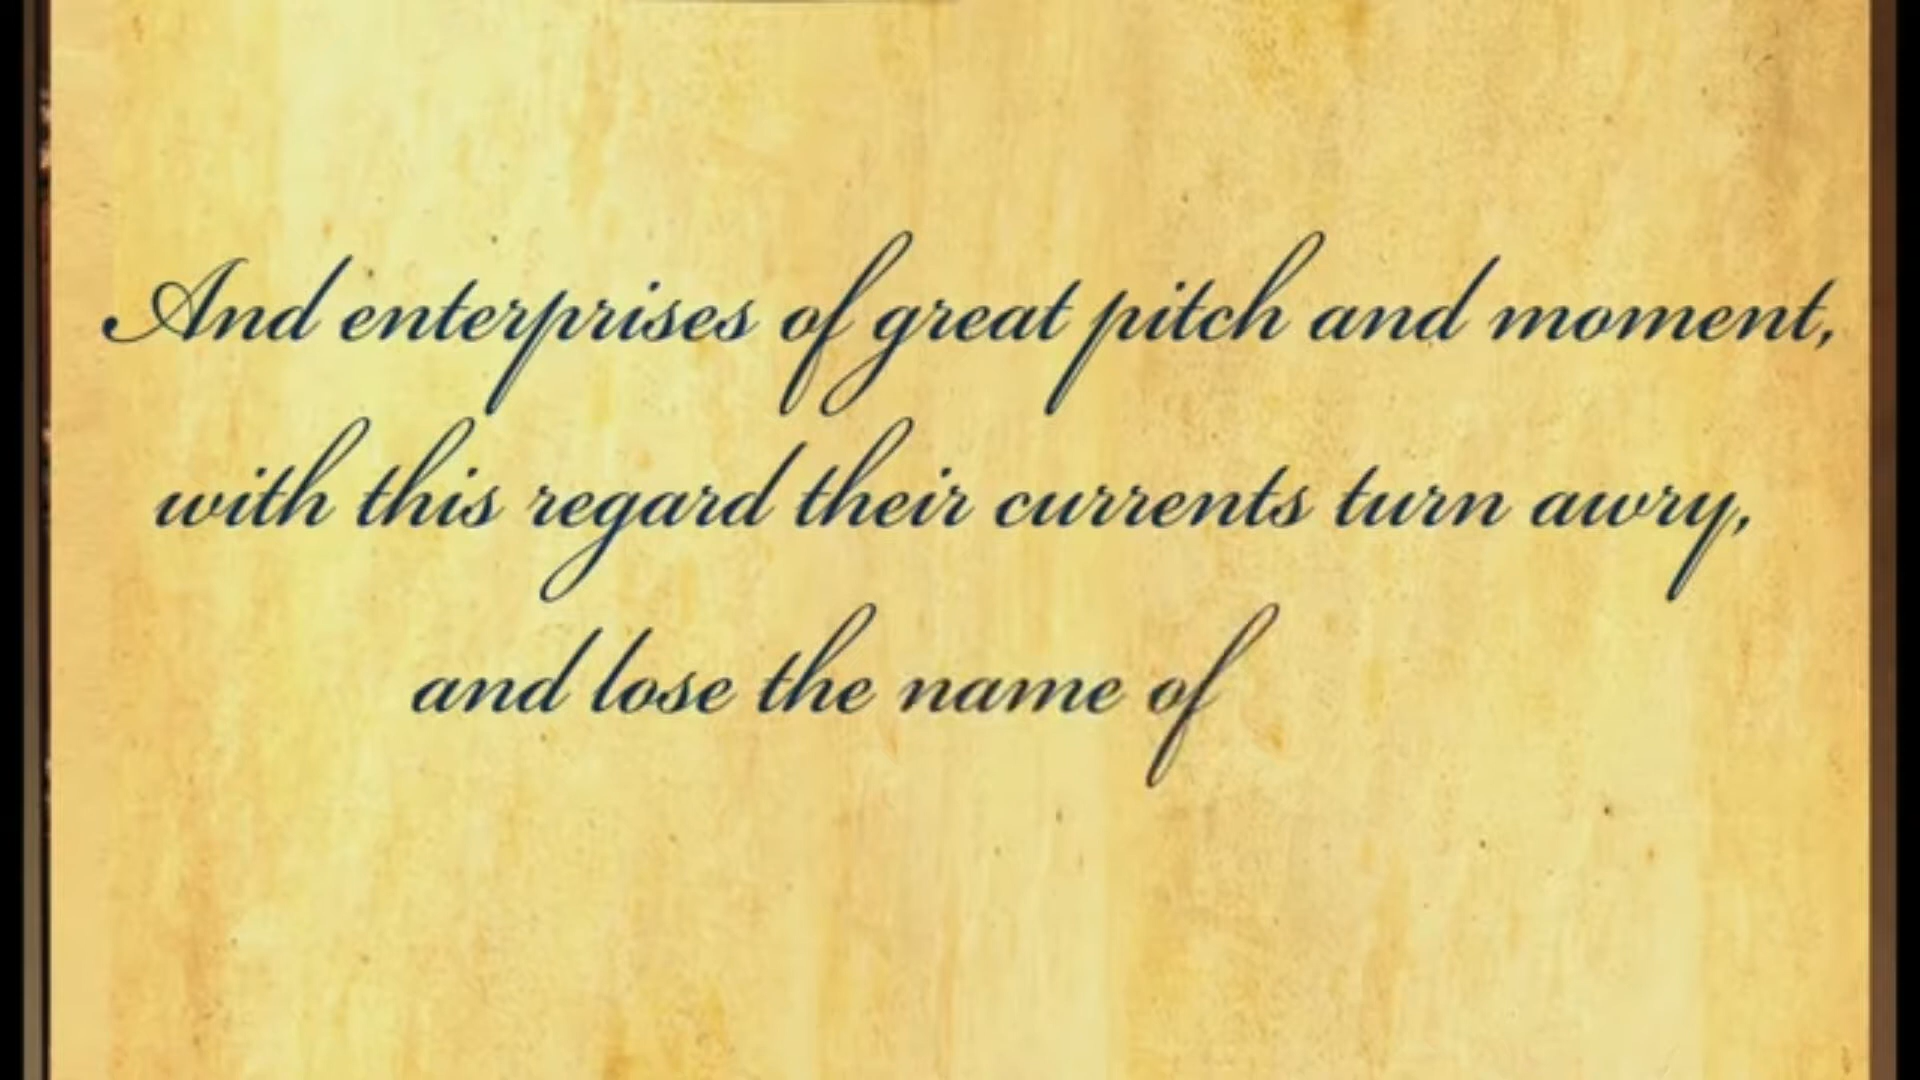 And enterprises of great pitch and moment,
with this regard their currents turn awry,
and lose the name of